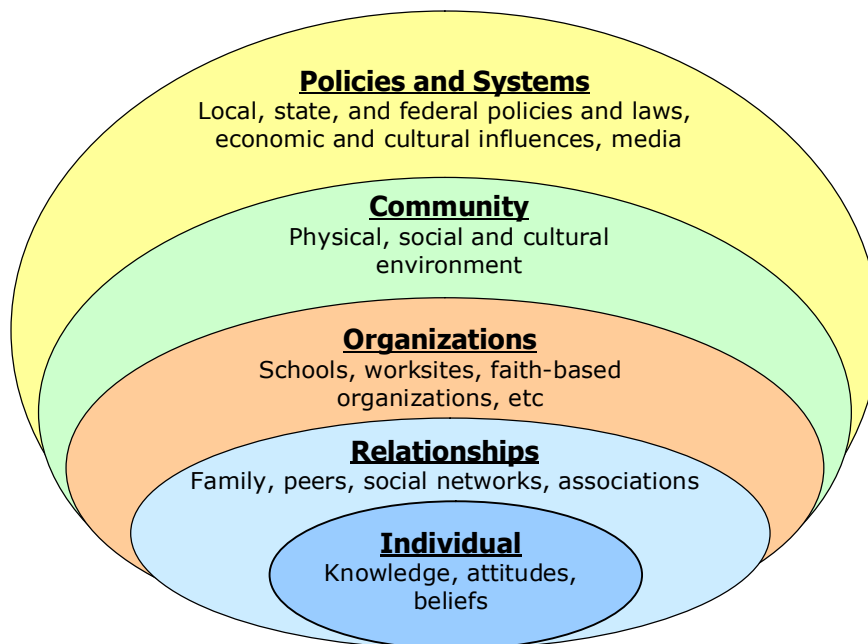 Policies and Systems
Local, state, and federal policies and laws,
economic and cultural influences, media
Community
Physical, social and cultural
environment
Organizations
Schools, worksites, faith-based
organizations, etc
Relationships
Family, peers, social networks, associations
Individual
Knowledge, attitudes,
beliefs